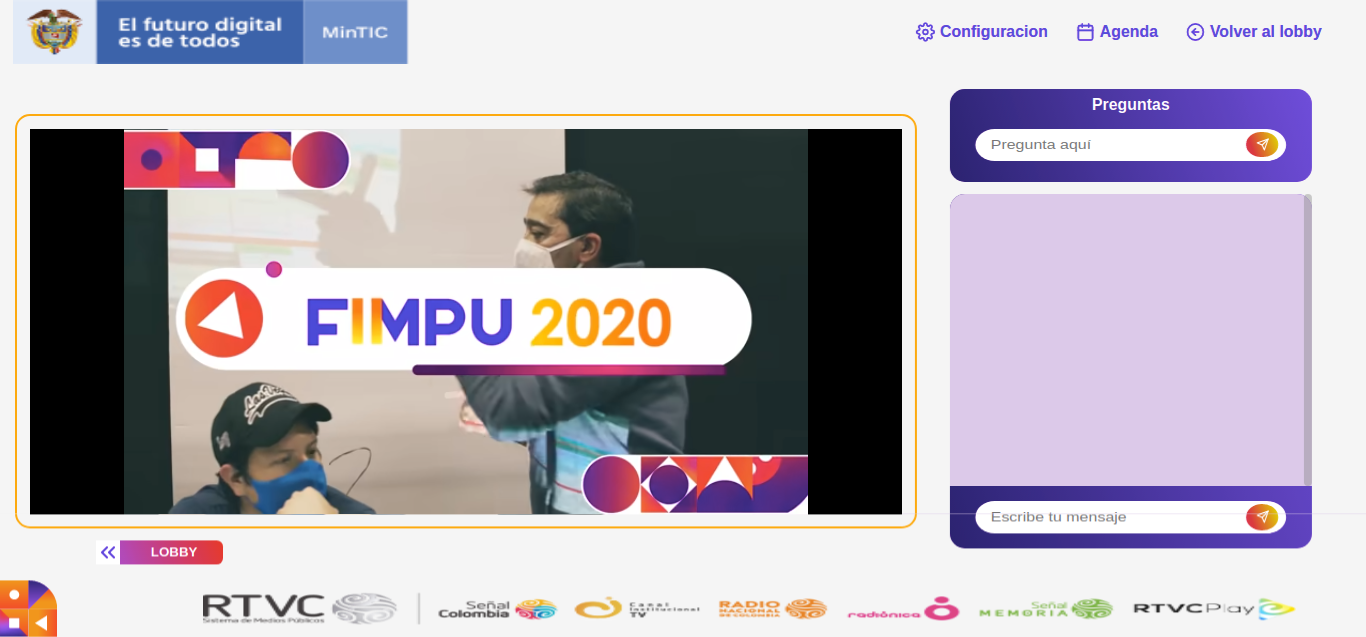 El futuro digital
es de todos
MinTIC
Configuracion
Agenda
Volver al lobby
Preguntas
Pregunta aquí
FIMPU 2020
Escribe tu mensaje
LOBBY
RTVC
Sistema de Medios Públicos
Señal
Colombia
Canal
Institucional
TV
RADIO
NACIONAL
DE COLOMBIA
radiónica
Señal
MEMORIA
RTVCPlay